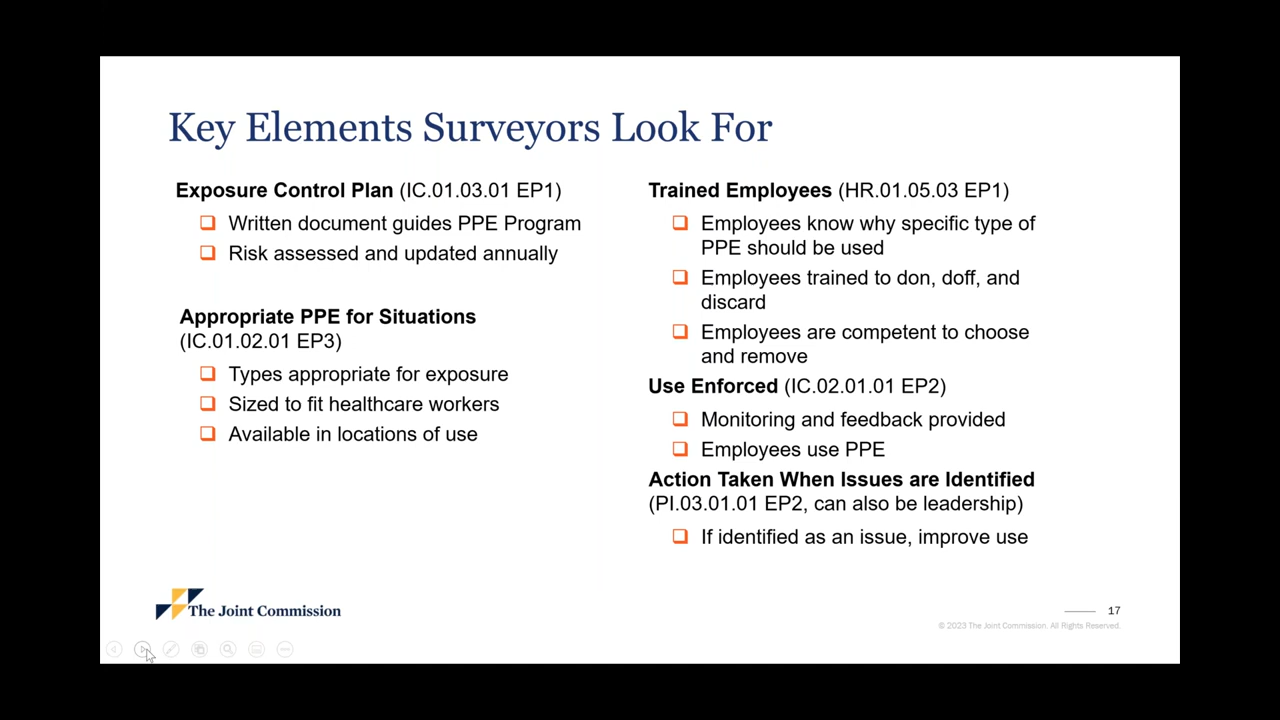 Key Elements Surveyors Look For
Exposure Control Plan (IC.01.03.01 EP1)
Written document guides PPE Program
Risk assessed and updated annually
Appropriate PPE for Situations
(IC.01.02.01 EP3)
Types appropriate for exposure
Sized to fit healthcare workers
Available in locations of use
Trained Employees (HR.01.05.03 EP1)
Employees know why specific type of
PPE should be used
Employees trained to don, doff, and
discard
Employees are competent to choose
and remove
Use Enforced (IC.02.01.01 EP2)
Monitoring and feedback provided
Employees use PPE
Action Taken When Issues are Identified
(PI.03.01.01 EP2, can also be leadership)
If identified as an issue, improve use
The Joint Commission
17
© 2023 The Joint Commission. All Rights Reserved.